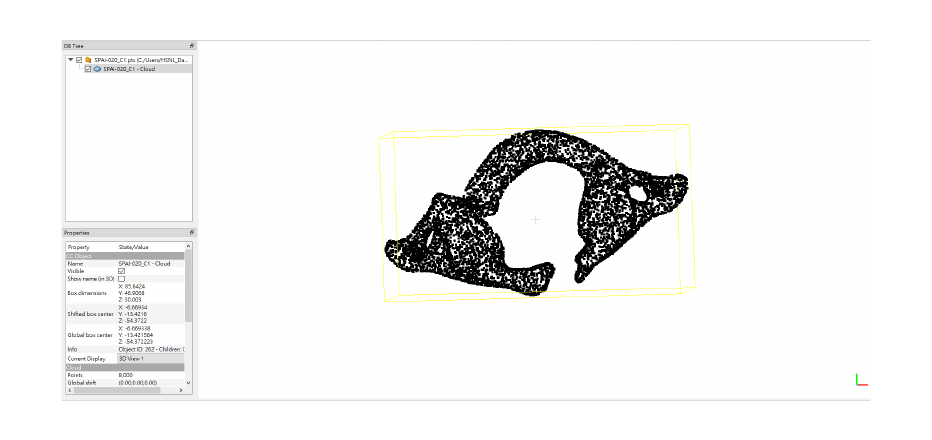 DB Tree
SPAI-020_C1.pts (C:/Users/HSNL_Da...
SPAI-020_C1 - Cloud
Properties
Property State/Value
CC Object
Name SPAI-020_C1 - Cloud
Visible
Show name (in 3D)
X: 85.8424
Box dimensions Y: 46.9068
Z: 30.003
X: -6.66934
Shifted box center Y: -13.4216
Z: -54.3722
X: -6.669338
Global box center Y: -13.421564
Z: -54.372223
Info Object ID: 262 - Children: 0
Current Display 3D View 1
Cloud
Points 8,000
Global shift (0.00;0.00;0.00)